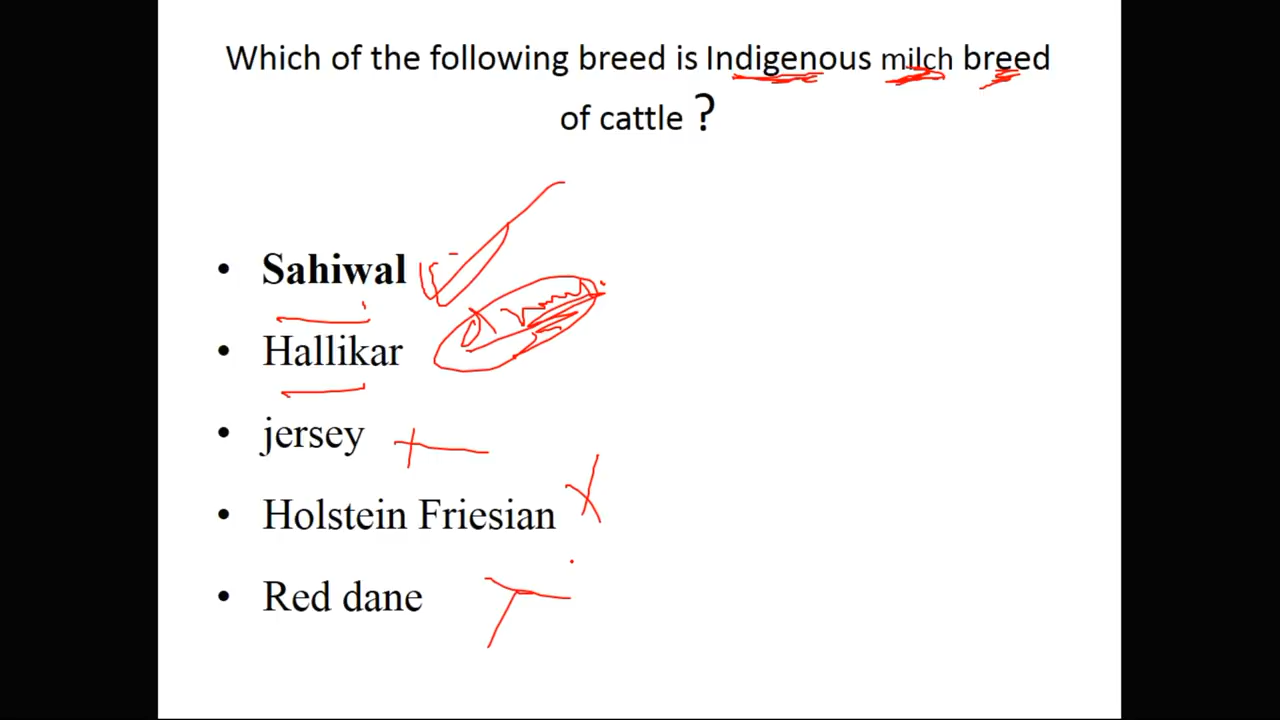 Which of the following breed is Indigenous milch breed
of cattle ?
• Sahiwal
• Hallikar
• jersey
• Holstein Friesian
• Red dane